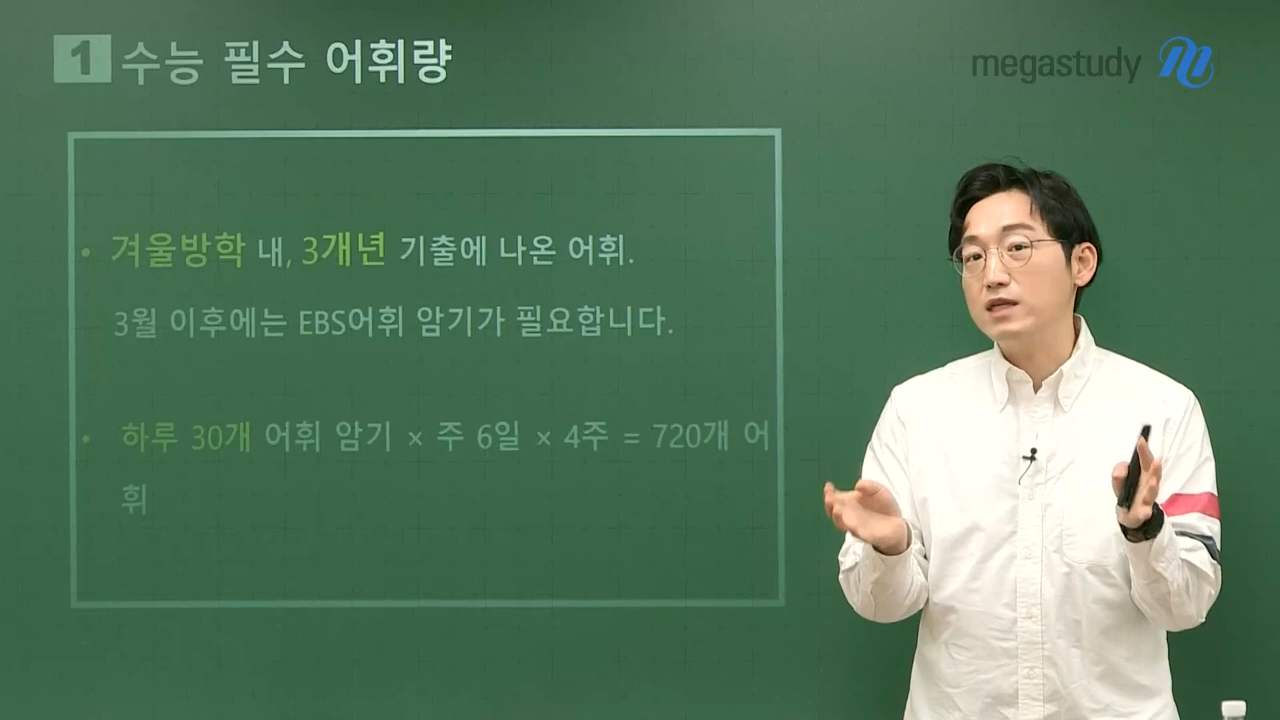 1 수능 필수 어휘량
megastudy
• 겨울방학 내, 3개년 기출에 나온 어휘.
3월 이후에는 EBS어휘 암기가 필요합니다.
• 하루 30개 어휘 암기 × 주 6일 × 4주 = 720개 어
휘